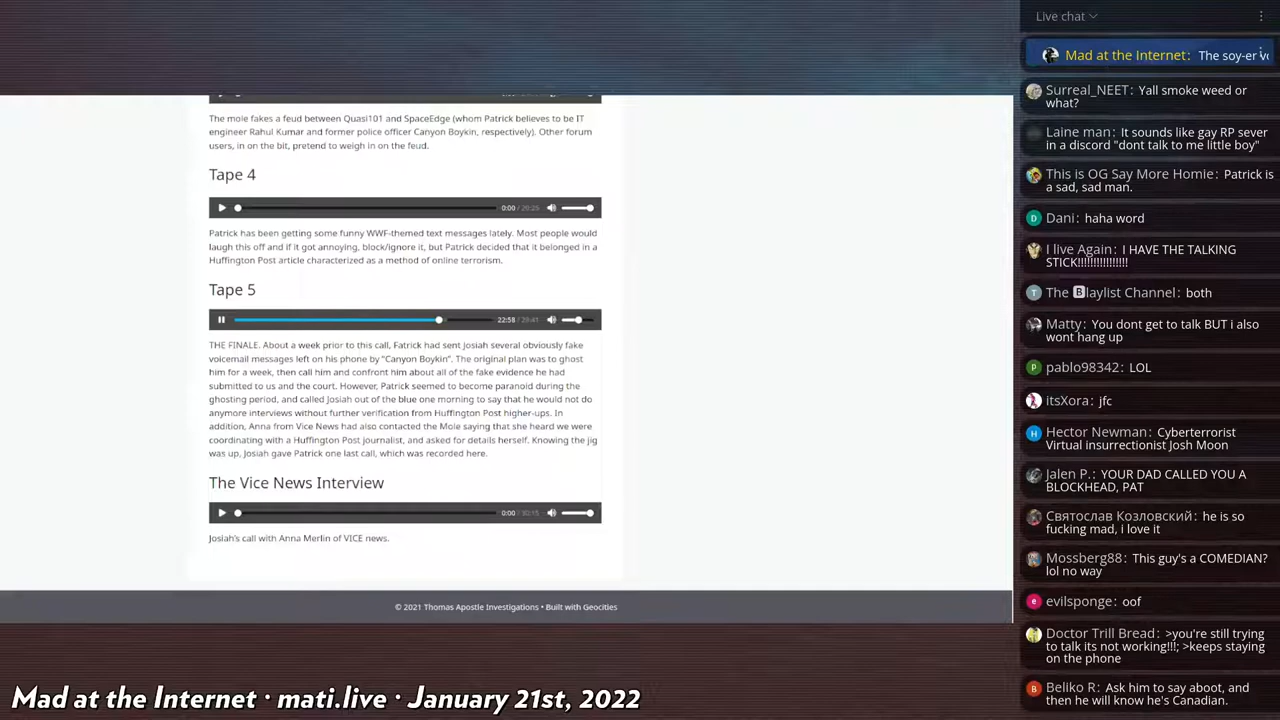 The mole fakes a feud between Quasi101 and SpaceEdge (whom Patrick believes to be IT
engineer Rahul Kumar and former police officer Canyon Boykin, respectively). Other forum
users, in on the bit, pretend to weigh in on the feud.
Tape 4
0:00 / 29:25
Patrick has been getting some funny WWF-themed text messages lately. Most people would
laugh this off and if it got annoying, block/ignore it, but Patrick decided that it belonged in a
Huffington Post article characterized as a method of online terrorism.
Tape 5
22:58 / 29:41
THE FINALE. About a week prior to this call, Patrick had sent Josiah several obviously fake
voicemail messages left on his phone by "Canyon Boykin". The original plan was to ghost
him for a week, then call him and confront him about all of the fake evidence he had
submitted to us and the court. However, Patrick seemed to become paranoid during the
ghosting period, and called Josiah out of the blue one morning to say that he would not do
anymore interviews without further verification from Huffington Post higher-ups. In
addition, Anna from Vice News had also contacted the Mole saying that she heard we were
coordinating with a Huffington Post journalist, and asked for details herself. Knowing the jig
was up, Josiah gave Patrick one last call, which was recorded here.
The Vice News Interview
0:00 / 30:15
Josiah's call with Anna Merlin of VICE news.
© 2021 Thomas Apostle Investigations • Built with Geocities
Mad at the Internet · mati.live · January 21st, 2022
Live chat
Mad at the Internet: The soy-er
Surreal_NEET: Yall smoke weed or
what?
Laine man: It sounds like gay RP sever
in a discord "dont talk to me little boy"
This is OG Say More Homie: Patrick is
a sad, sad man.
Dani: haha word
I live Again: I HAVE THE TALKING
STICK!!!!!!!!!!!!!!!!
The 🅱laylist Channel: both
Matty: You dont get to talk BUT i also
wont hang up
pablo98342: LOL
itsXora: jfc
Hector Newman: Cyberterrorist
Virtual insurrectionist Josh Moon
Jalen P.: YOUR DAD CALLED YOU A
BLOCKHEAD, PAT
Святослав Козловский: he is so
fucking mad, i love it
Mossberg88: This guy's a COMEDIAN?
lol no way
evilsponge: oof
Doctor Trill Bread: >you're still trying
to talk its not working!!!; >keeps staying
on the phone
Beliko R: Ask him to say aboot, and
then he will know he's Canadian.